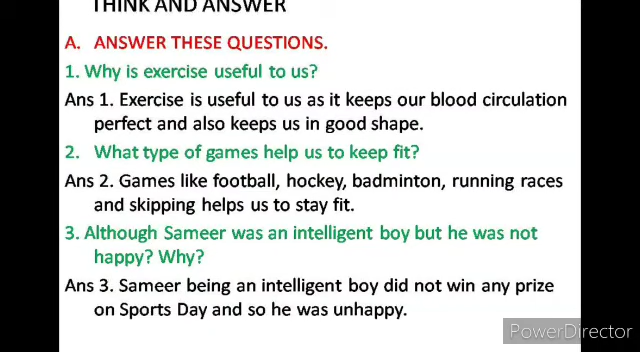 THINK AND ANSWER
A. ANSWER THESE QUESTIONS.
1. Why is exercise useful to us?
Ans 1. Exercise is useful to us as it keeps our blood circulation
perfect and also keeps us in good shape.
2. What type of games help us to keep fit?
Ans 2. Games like football, hockey, badminton, running races
and skipping helps us to stay fit.
3. Although Sameer was an intelligent boy but he was not
happy? Why?
Ans 3. Sameer being an intelligent boy did not win any prize
on Sports Day and so he was unhappy.
PowerDirector